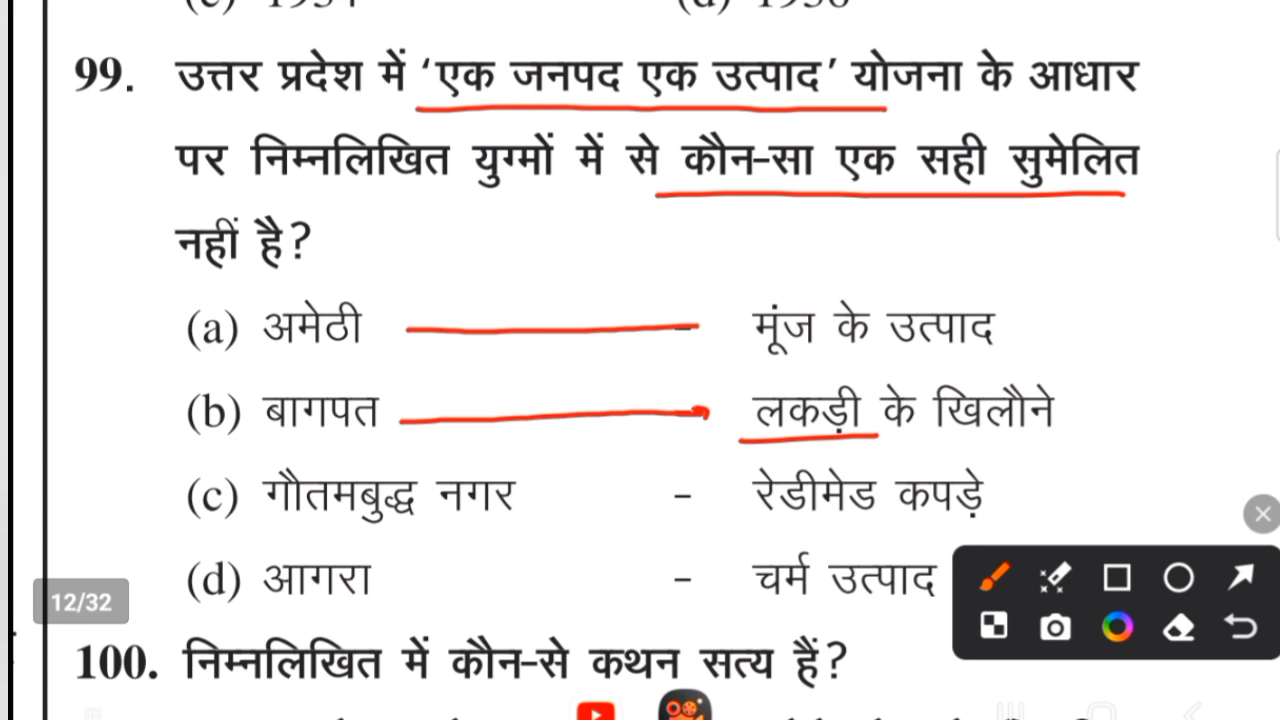 99. उत्तर प्रदेश में ‘एक जनपद एक उत्पाद’ योजना के आधार
पर निम्नलिखित युग्मों में से कौन-सा एक सही सुमेलित
नहीं है?
(a) अमेठी - मूंज के उत्पाद
(b) बागपत - लकड़ी के खिलौने
(c) गौतमबुद्ध नगर - रेडीमेड कपड़े
(d) आगरा - चर्म उत्पाद
12/32
100. निम्नलिखित में कौन-से कथन सत्य हैं?